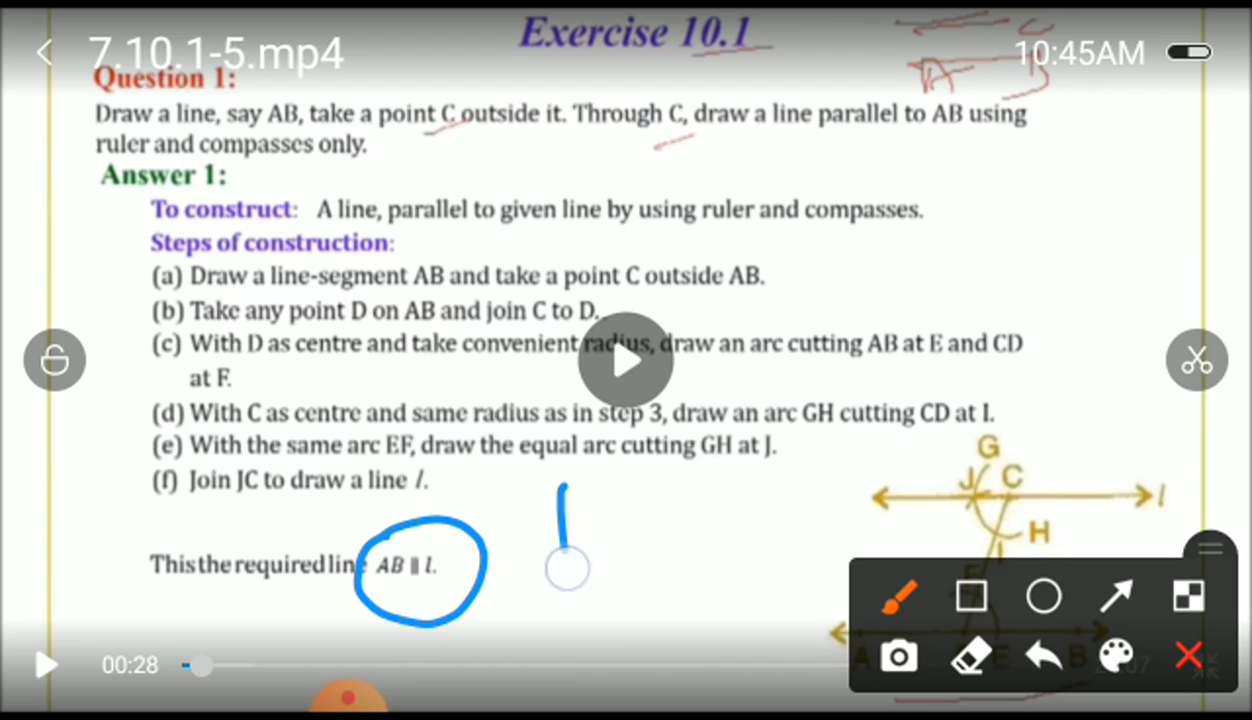 Exercise 10.1
7.10.1-5.mp4
10:45AM
Question 1:
Draw a line, say AB, take a point C outside it. Through C, draw a line parallel to AB using
ruler and compasses only.
Answer 1:
To construct: A line, parallel to given line by using ruler and compasses.
Steps of construction:
(a) Draw a line-segment AB and take a point C outside AB.
(b) Take any point D on AB and join C to D.
(c) With D as centre and take convenient radius, draw an arc cutting AB at E and CD
at F.
(d) With C as centre and same radius as in step 3, draw an arc GH cutting CD at I.
(e) With the same arc EF, draw the equal arc cutting GH at J.
(f) Join JC to draw a line l.
G
J C
l
H
I
This the required line AB || l.
F
A E B
00:28